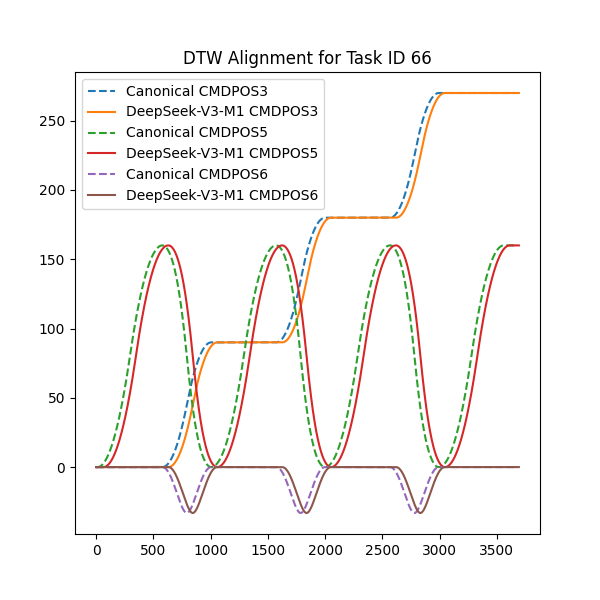 DTW Alignment for Task ID 66
Canonical CMDPOS3
DeepSeek-V3-M1 CMDPOS3
Canonical CMDPOS5
DeepSeek-V3-M1 CMDPOS5
Canonical CMDPOS6
DeepSeek-V3-M1 CMDPOS6
250
200
150
100
50
0
0 500 1000 1500 2000 2500 3000 3500